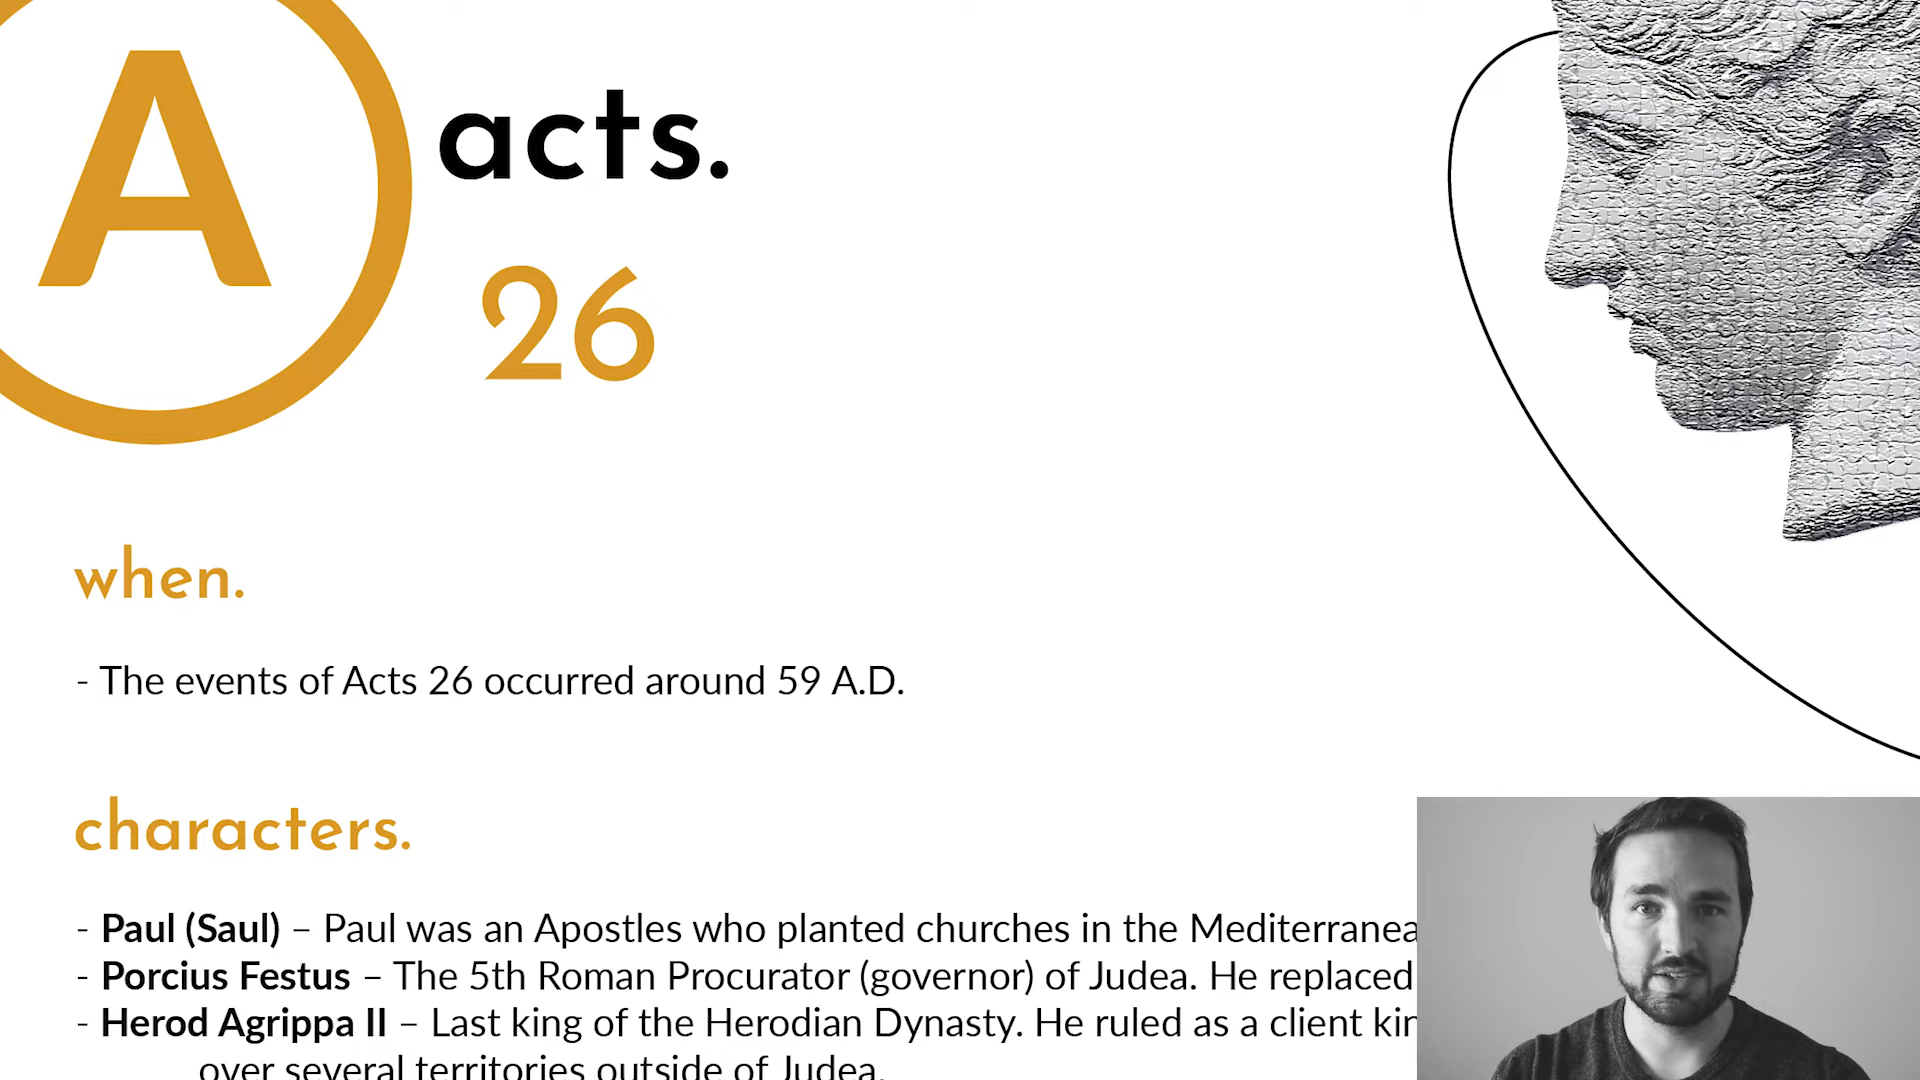 A
acts.
26
when.
- The events of Acts 26 occurred around 59 A.D.
characters.
- Paul (Saul) – Paul was an Apostles who planted churches in the Mediterranea
- Porcius Festus – The 5th Roman Procurator (governor) of Judea. He replaced
- Herod Agrippa II – Last king of the Herodian Dynasty. He ruled as a client kin
over several territories outside of Judea.